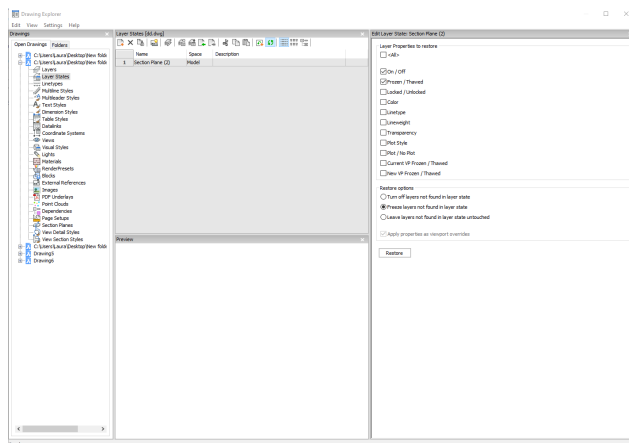 Drawing Explorer
Edit View Settings Help
Drawings
Open Drawings Folders
C:\Users\Laura\Desktop\New fold
C:\Users\Laura\Desktop\New fold
Layers
Layer States
Linetypes
Multiline Styles
Multileader Styles
Text Styles
Dimension Styles
Table Styles
Datalinks
Coordinate Systems
Views
Visual Styles
Lights
Materials
RenderPresets
Blocks
External References
Images
PDF Underlays
Point Clouds
Dependencies
Page Setups
Section Planes
View Detail Styles
View Section Styles
C:\Users\Laura\Desktop\New fold
Drawing5
Drawing6
Layer States [dd.dwg]
Name Space Description
1 Section Plane (2) Model
Preview
Edit Layer State: Section Plane (2)
Layer Properties to restore
<All>
On / Off
Frozen / Thawed
Locked / Unlocked
Color
Linetype
Lineweight
Transparency
Plot Style
Plot / No Plot
Current VP Frozen / Thawed
New VP Frozen / Thawed
Restore options
Turn off layers not found in layer state
Freeze layers not found in layer state
Leave layers not found in layer state untouched
Apply properties as viewport overrides
Restore